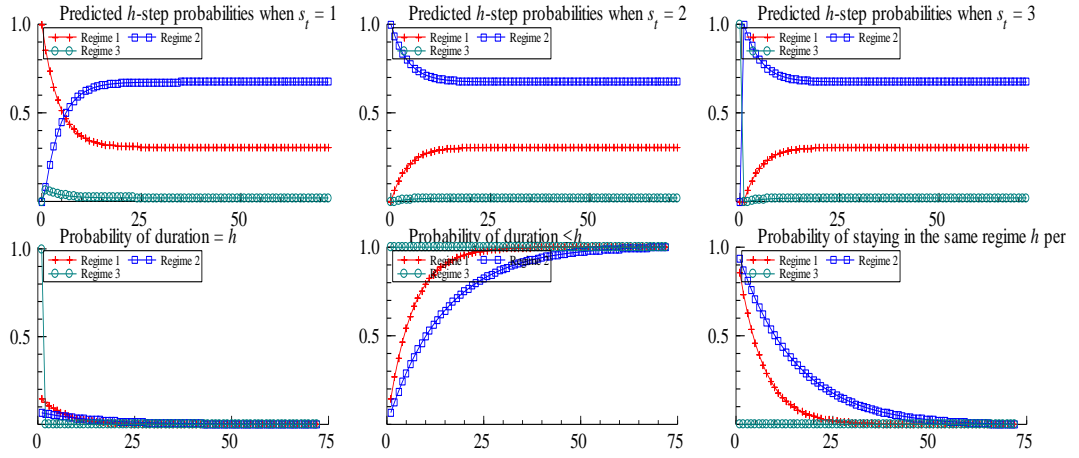 Predicted h-step probabilities when s_t = 1
Regime 1 Regime 2
Regime 3
1.0
0.5
0 25 50
Predicted h-step probabilities when s_t = 2
Regime 1 Regime 2
Regime 3
1.0
0.5
0 25 50
Predicted h-step probabilities when s_t = 3
Regime 1 Regime 2
Regime 3
1.0
0.5
0 25 50
Probability of duration = h
Regime 1 Regime 2
Regime 3
1.0
0.5
0 25 50 75
Probability of duration ≤ h
Regime 1 Regime 2
Regime 3
1.0
0.5
0 25 50 75
Probability of staying in the same regime h per
Regime 1 Regime 2
Regime 3
1.0
0.5
0 25 50 75